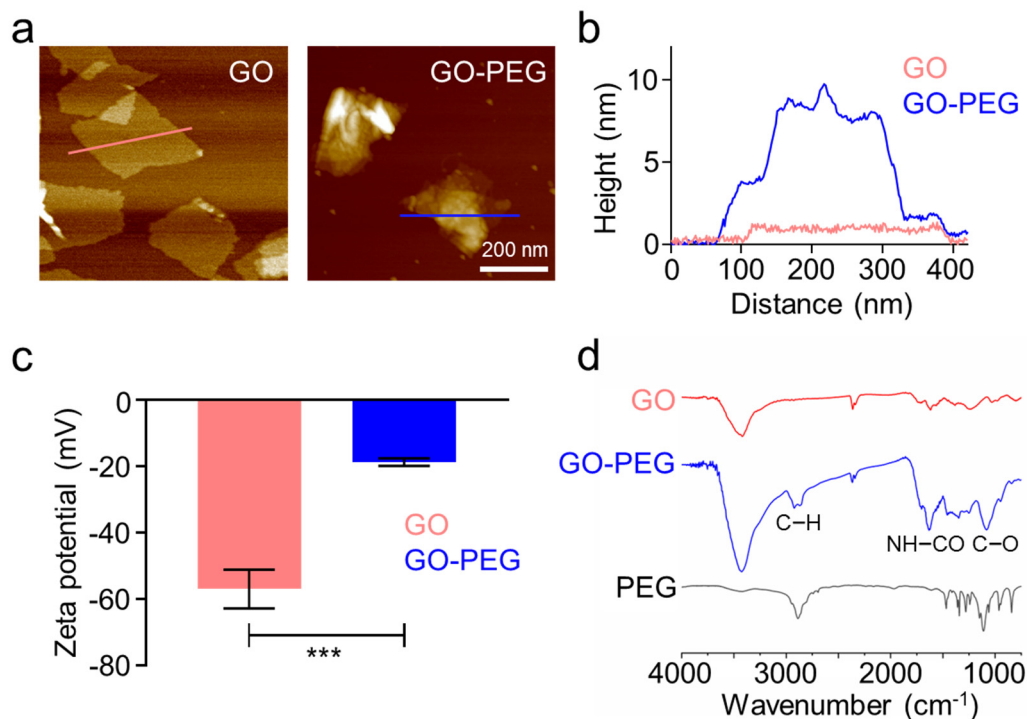 a
GO
GO-PEG
200 nm
b
Height (nm)
10
5
0
GO
GO-PEG
0 100 200 300 400
Distance (nm)
c
Zeta potential (mV)
0
-20
-40
-60
-80
GO
GO-PEG
***
d
GO
GO-PEG
C–H
NH–CO C–O
PEG
4000 3000 2000 1000
Wavenumber (cm⁻¹)